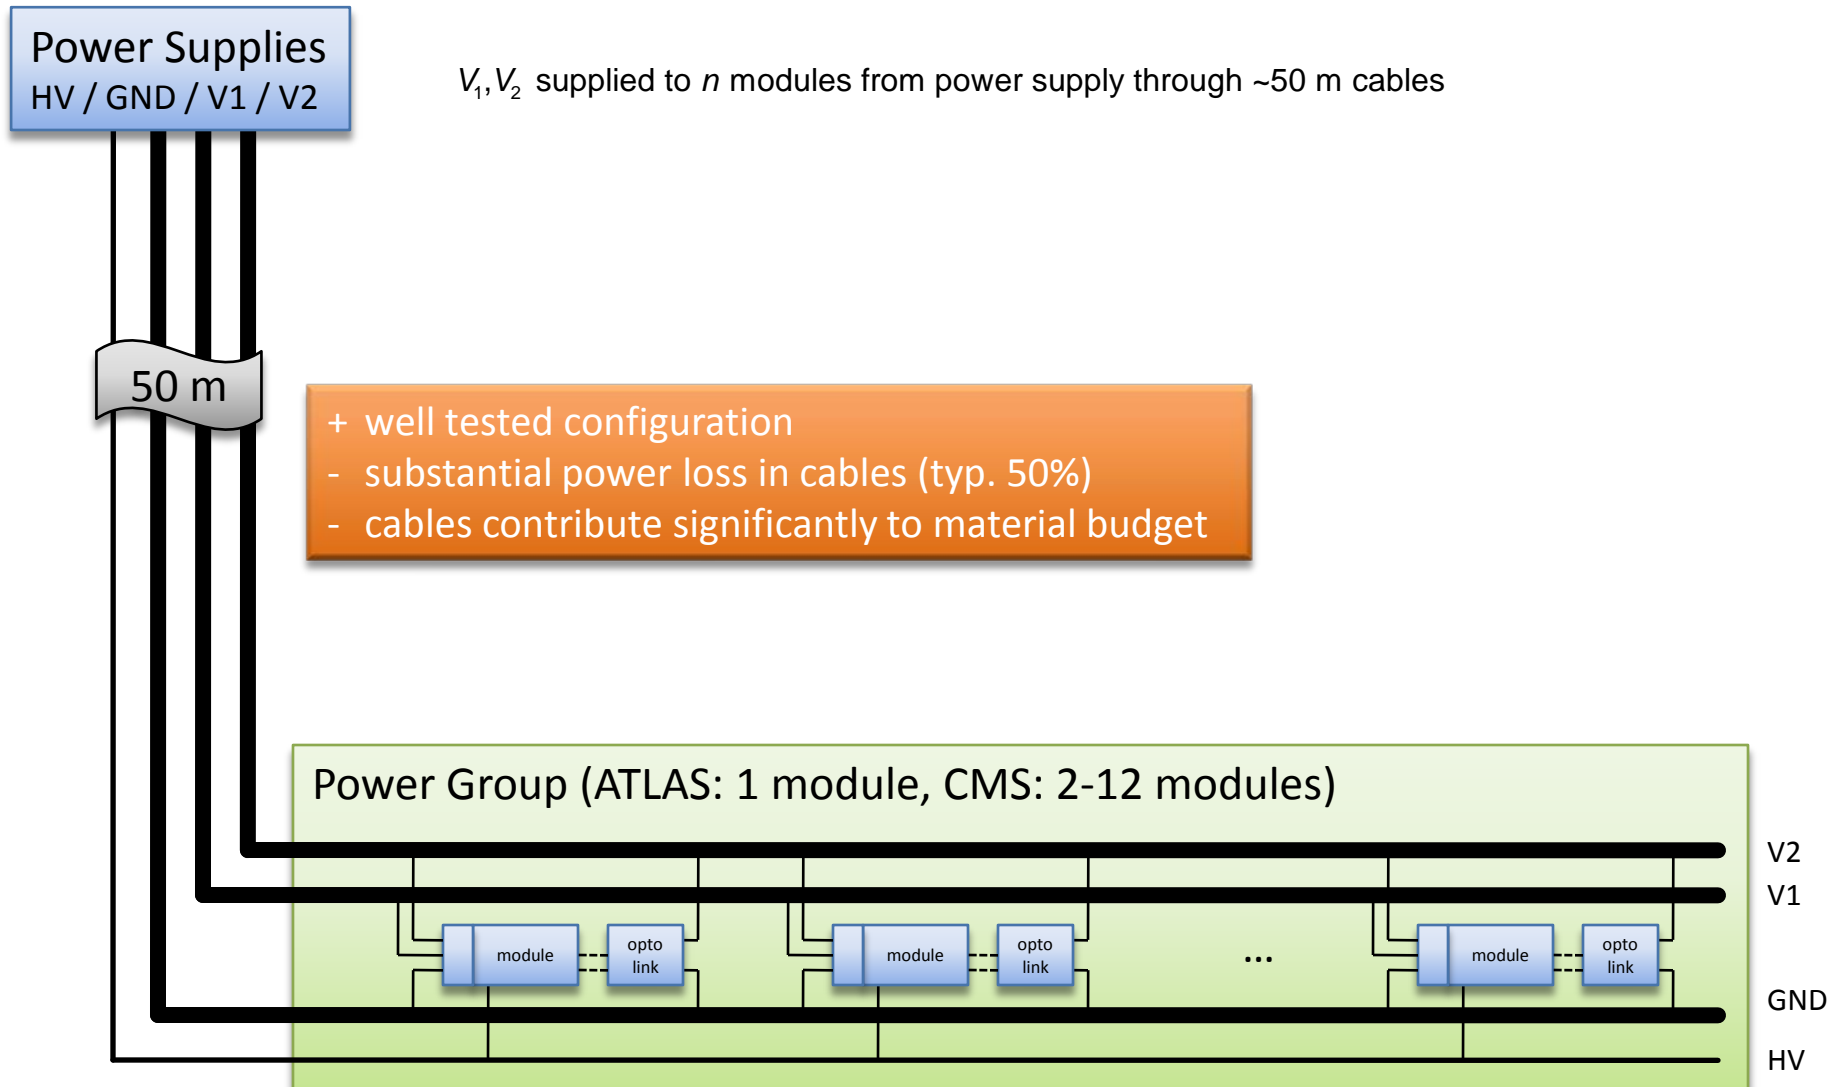 Power Supplies
HV / GND / V1 / V2
V₁,V₂ supplied to n modules from power supply through ~50 m cables
50 m
+ well tested configuration
- substantial power loss in cables (typ. 50%)
- cables contribute significantly to material budget
Power Group (ATLAS: 1 module, CMS: 2-12 modules)
V2
V1
module
opto
link
module
opto
link
...
module
opto
link
GND
HV